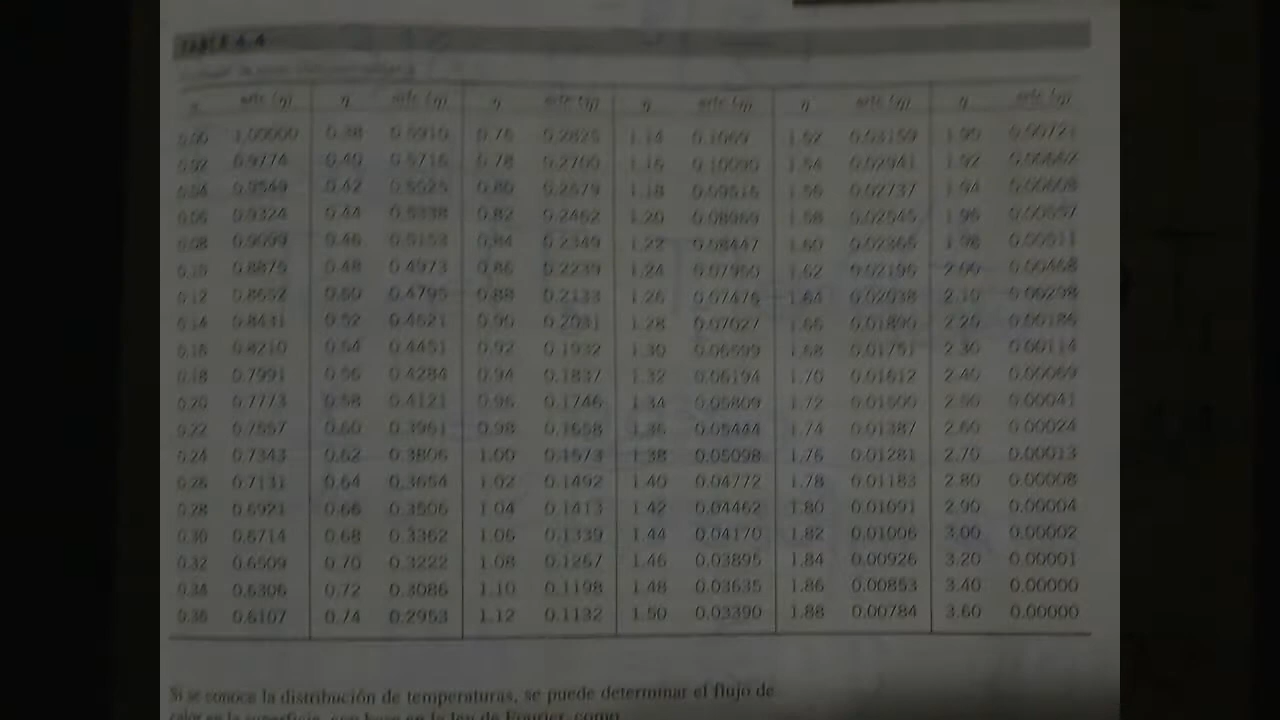 TABLA 4.4
η erfc (η) η erfc (η) η erfc (η) η erfc (η) η erfc (η) η erfc (η)
0.00 1.00000 0.38 0.5910 0.76 0.2825 1.14 0.1069 1.52 0.03159 1.90 0.00721
0.02 0.9774 0.40 0.5716 0.78 0.2700 1.16 0.10090 1.54 0.02941 1.92 0.00662
0.04 0.9549 0.42 0.5525 0.80 0.2579 1.18 0.09516 1.56 0.02737 1.94
0.06 0.9324 0.44 0.5338 0.82 0.2462 1.20 0.08969 1.58 0.02545 1.96 0.00557
0.08 0.9099 0.46 0.5153 0.84 0.2349 1.22 0.08447 1.60 0.02365 1.98 0.00511
0.10 0.8875 0.48 0.4973 0.86 0.2239 1.24 0.07950 1.62 0.02196 2.00 0.00468
0.12 0.8652 0.50 0.4795 0.88 0.2133 1.26 0.07476 1.64 0.02038 2.10 0.00298
0.14 0.8431 0.52 0.4621 0.90 0.2031 1.28 0.07027 1.66 0.01890 2.20 0.00186
0.16 0.8210 0.54 0.4451 0.92 0.1932 1.30 0.06599 1.68 0.01751 2.30 0.00114
0.18 0.7991 0.56 0.4284 0.94 0.1837 1.32 0.06194 1.70 0.01612 2.40 0.00069
0.20 0.7773 0.58 0.4121 0.96 0.1746 1.34 0.05809 1.72 0.01500 2.50 0.00041
0.22 0.7557 0.60 0.3961 0.98 0.1658 1.36 0.05444 1.74 0.01387 2.60 0.00024
0.24 0.7343 0.62 0.3806 1.00 0.1573 1.38 0.05098 1.76 0.01281 2.70 0.00013
0.26 0.7131 0.64 0.3654 1.02 0.1492 1.40 0.04772 1.78 0.01183 2.80 0.00008
0.28 0.6921 0.66 0.3506 1.04 0.1413 1.42 0.04462 1.80 0.01091 2.90 0.00004
0.30 0.6714 0.68 0.3362 1.06 0.1339 1.44 0.04170 1.82 0.01006 3.00 0.00002
0.32 0.6509 0.70 0.3222 1.08 0.1267 1.46 0.03895 1.84 0.00926 3.20 0.00001
0.34 0.6306 0.72 0.3086 1.10 0.1198 1.48 0.03635 1.86 0.00853 3.40 0.00000
0.36 0.6107 0.74 0.2953 1.12 0.1132 1.50 0.03390 1.88 0.00784 3.60 0.00000
Si se conoce la distribución de temperaturas, se puede determinar el flujo de
calor en la superficie, con base en la ley de Fourier, como